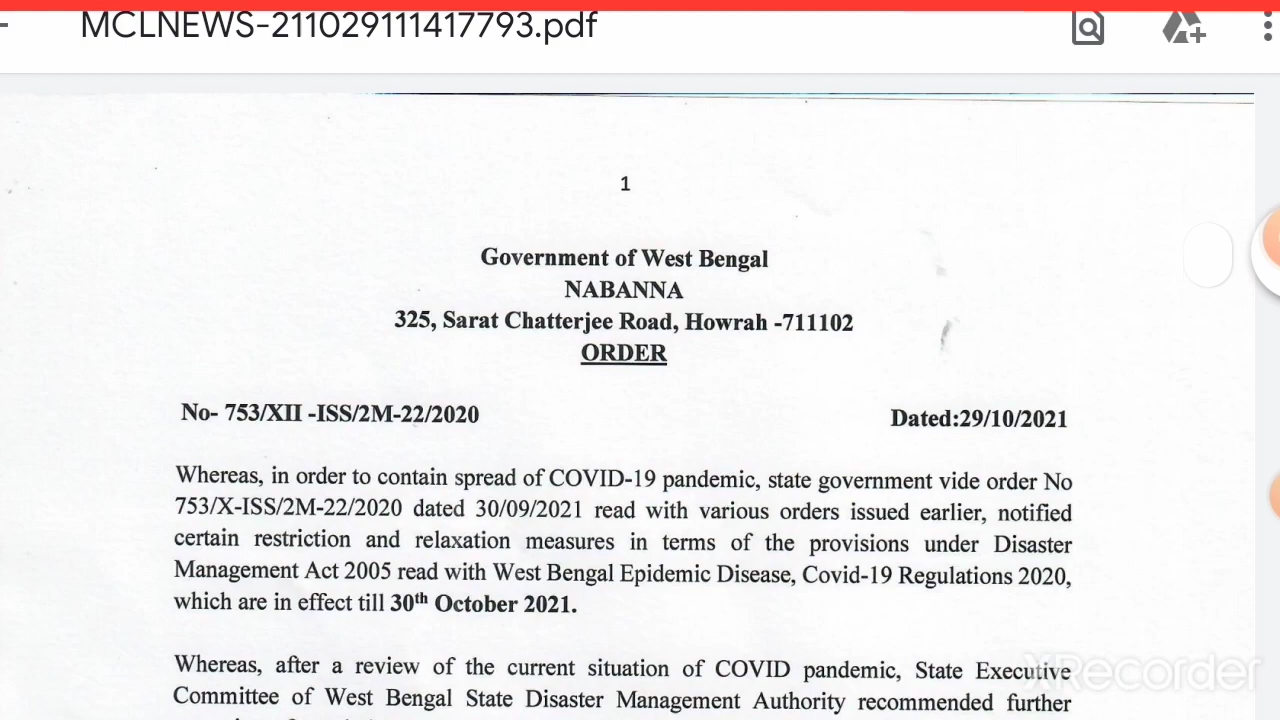 MCLNEWS-211029111417793.pdf
1
Government of West Bengal
NABANNA
325, Sarat Chatterjee Road, Howrah -711102
ORDER
No- 753/XII -ISS/2M-22/2020 Dated:29/10/2021
Whereas, in order to contain spread of COVID-19 pandemic, state government vide order No
753/X-ISS/2M-22/2020 dated 30/09/2021 read with various orders issued earlier, notified
certain restriction and relaxation measures in terms of the provisions under Disaster
Management Act 2005 read with West Bengal Epidemic Disease, Covid-19 Regulations 2020,
which are in effect till 30th October 2021.
Whereas, after a review of the current situation of COVID pandemic, State Executive
Committee of West Bengal State Disaster Management Authority recommended further
XRecorder